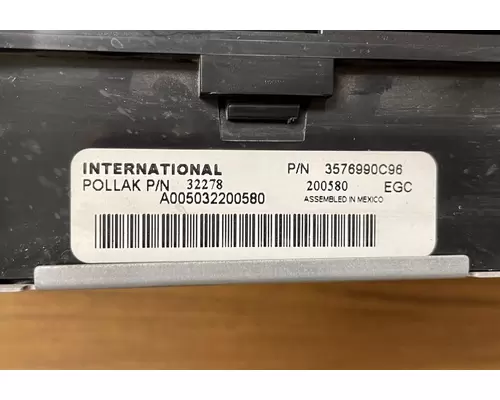 INTERNATIONAL P/N 3576990C96
POLLAK P/N 32278 200580 EGC
A005032200580 ASSEMBLED IN MEXICO